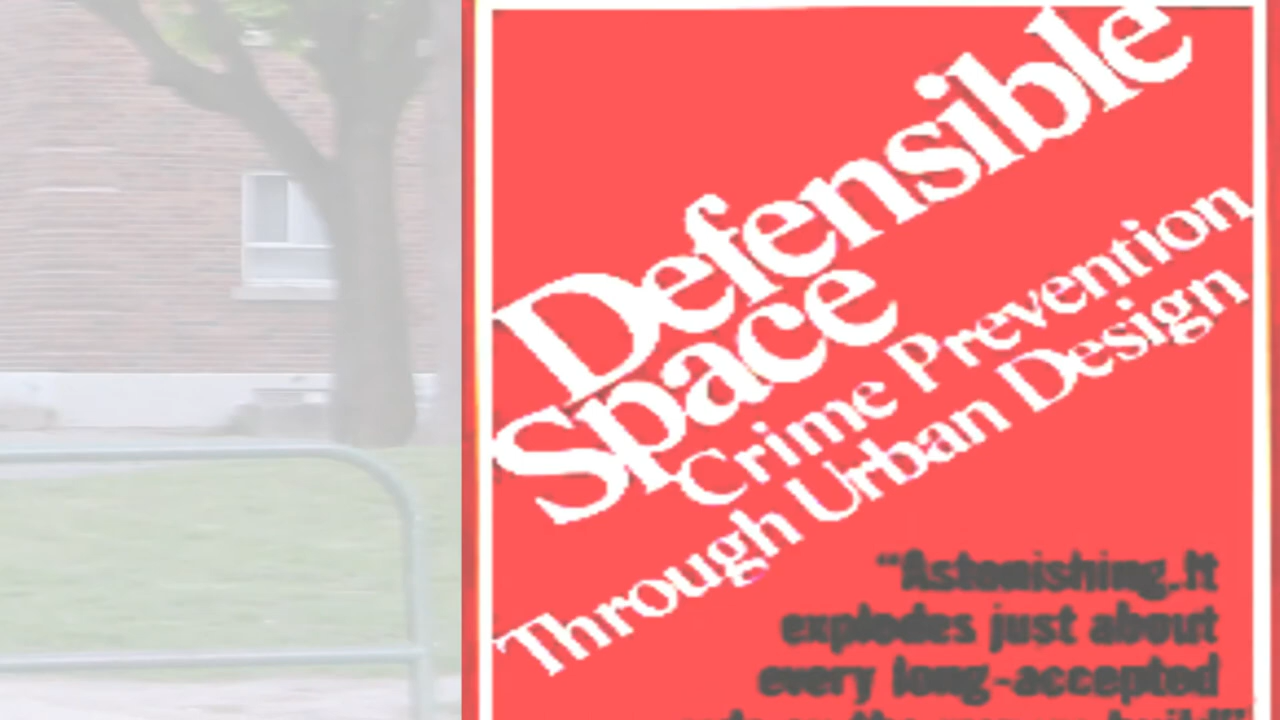 Defensible
Space
Crime Prevention
Through Urban Design
“Astonishing.It
explodes just about
every long-accepted